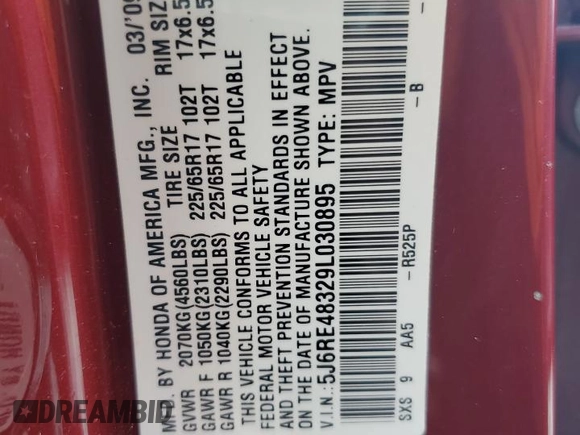 MFD. BY HONDA OF AMERICA MFG., INC. 03/'09
TIRE SIZE RIM SIZE
GVWR 2070KG(4560LBS)
GAWR F 1050KG(2310LBS) 225/65R17 102T 17x6.5
GAWR R 1040KG(2290LBS) 225/65R17 102T 17x6.5
THIS VEHICLE CONFORMS TO ALL APPLICABLE
FEDERAL MOTOR VEHICLE SAFETY
AND THEFT PREVENTION STANDARDS IN EFFECT
ON THE DATE OF MANUFACTURE SHOWN ABOVE.
V.I.N.:5J6RE48329L030895 TYPE: MPV
SXS 9 AA5 -R525P -B
DREAMBID